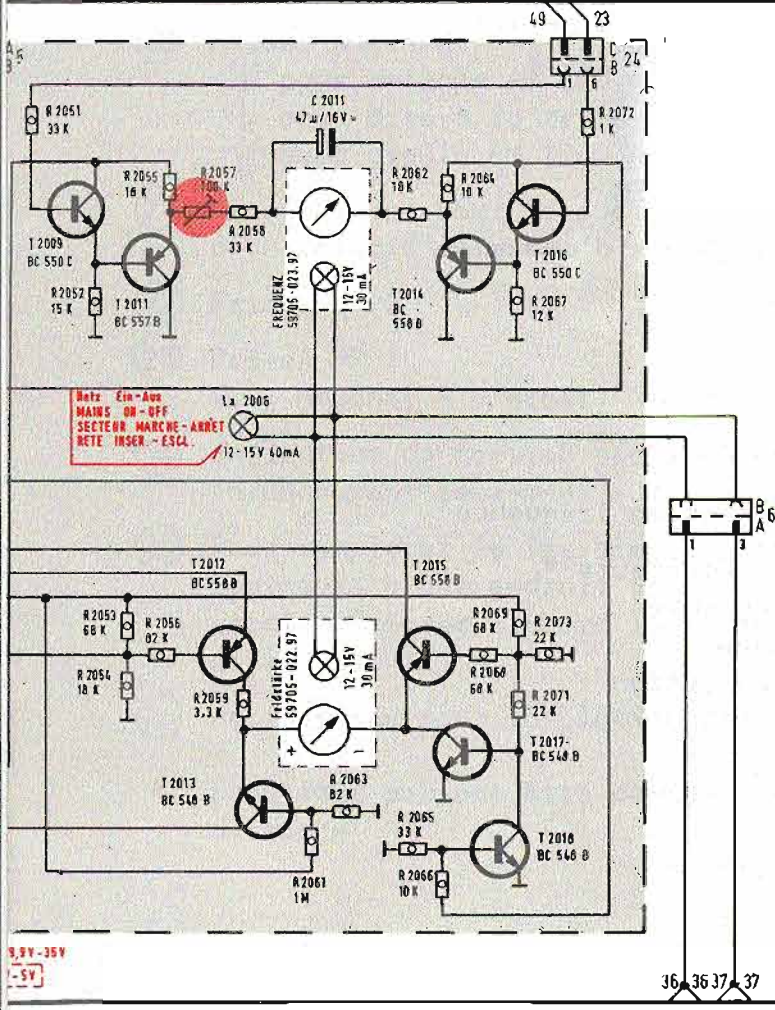 49 23
C
B
24
1 6
R 2051
33 K
C 2011
47 µ/16V
R 2072
1 K
R 2055
16 K
R 2057
100 K
R 2058
33 K
R 2062
10 K
R 2064
10 K
T 2009
BC 550 C
T 2011
BC 557 B
R 2052
15 K
FREQUENZ
59705-023.97
12-15V
30 mA
T 2014
BC
558 B
T 2016
BC 550 C
R 2067
12 K
Netz Ein-Aus
MAINS ON-OFF
SECTEUR MARCHE-ARRET
RETE INSER.-ESCL.
La 2006
12-15V 40mA
B
A
6
1 3
T 2012
BC 558 B
T 2015
BC 558 B
R 2053
68 K
R 2056
82 K
R 2054
18 K
R 2059
3,3 K
Feldstärke
59705-022.97
12-15V
30 mA
+ -
R 2069
68 K
R 2073
22 K
R 2068
68 K
R 2071
22 K
T 2017
BC 548 B
T 2013
BC 548 B
R 2063
82 K
R 2061
1M
R 2065
33 K
R 2066
10 K
T 2018
BC 548 B
9,9V-35V
-5V
36 36 37 37